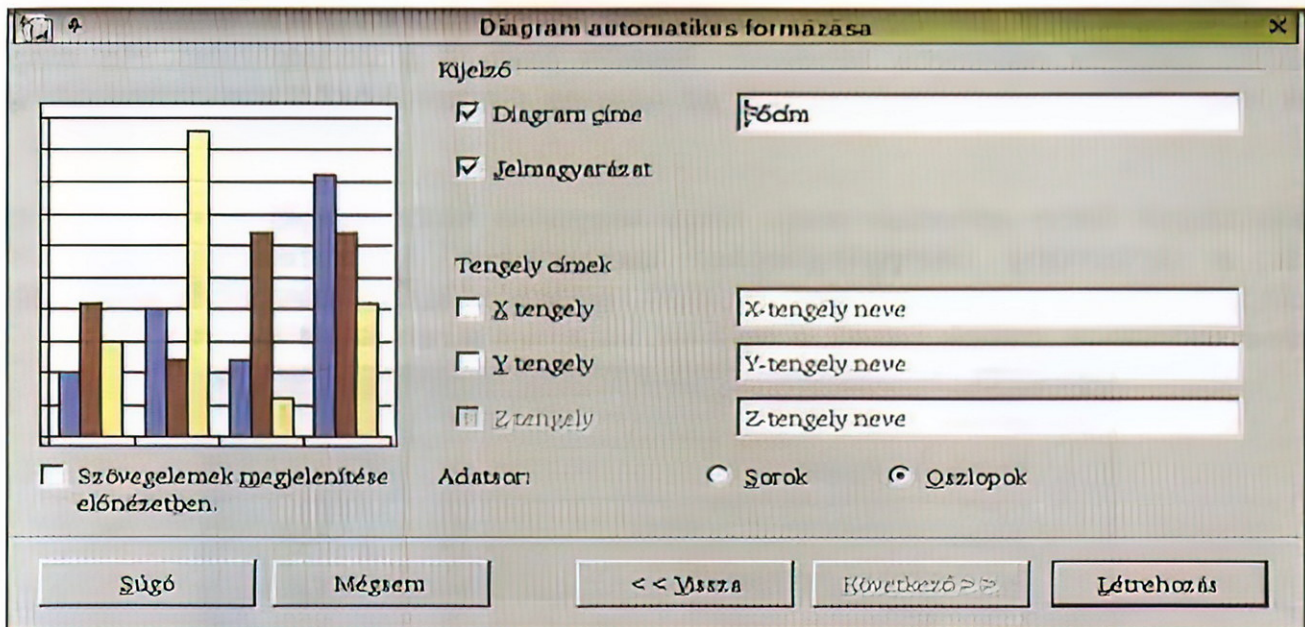 Diagram automatikus formázása
Kijelző
Diagram címe
Főcím
Jelmagyarázat
Tengely címek
X tengely
X-tengely neve
Y tengely
Y-tengely neve
Z tengely
Z-tengely neve
Szövegelemek megjelenítése
előnézetben.
Adatsor:
Sorok
Oszlopok
Súgó
Mégsem
<< Vissza
Következő >>
Létrehozás